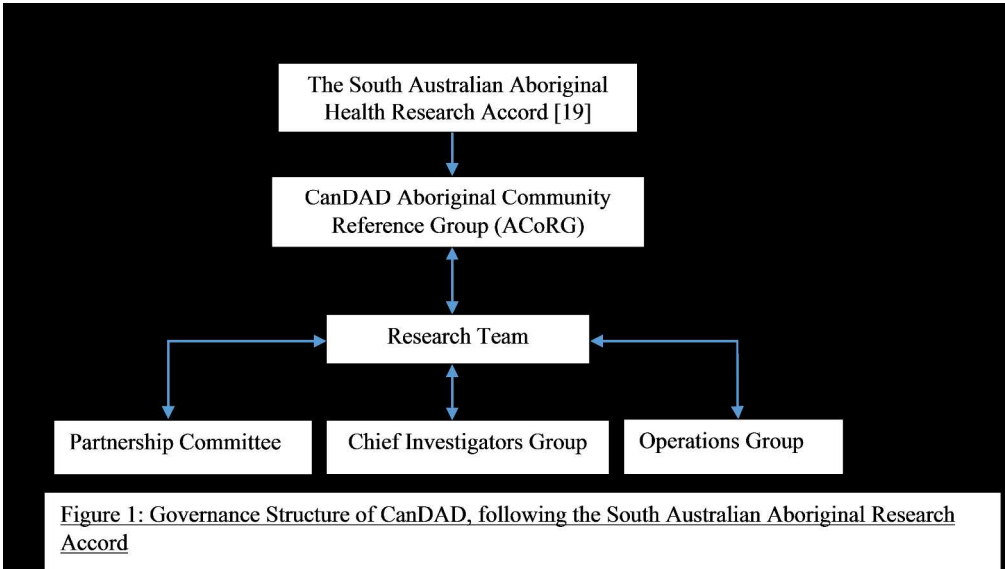 The South Australian Aboriginal
Health Research Accord [19]
CanDAD Aboriginal Community
Reference Group (ACoRG)
Research Team
Partnership Committee
Chief Investigators Group
Operations Group
Figure 1: Governance Structure of CanDAD, following the South Australian Aboriginal Research
Accord